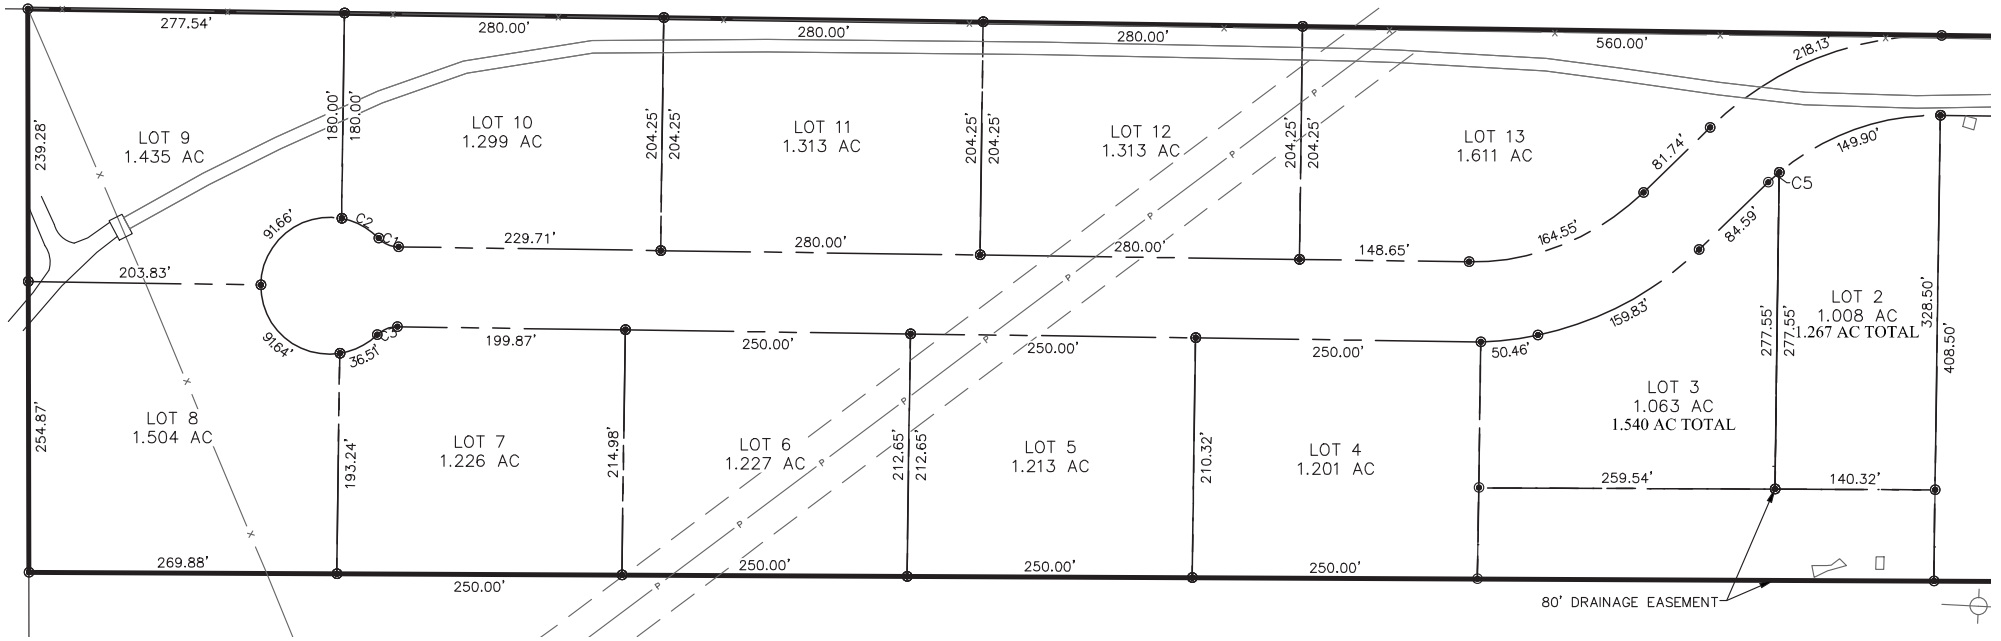 277.54'
280.00'
280.00'
280.00'
560.00'
218.13'
239.28'
LOT 9
1.435 AC
180.00'
180.00'
LOT 10
1.299 AC
204.25'
204.25'
LOT 11
1.313 AC
204.25'
204.25'
LOT 12
1.313 AC
204.25'
204.25'
LOT 13
1.611 AC
81.74'
149.90'
C5
91.66'
C2
C1
229.71'
280.00'
280.00'
148.65'
164.55'
84.59'
203.83'
91.64'
36.51'
C3
199.87'
250.00'
250.00'
250.00'
50.46'
159.83'
277.55'
277.55'
LOT 2
1.008 AC
1.267 AC TOTAL
328.50'
408.50'
254.87'
LOT 8
1.504 AC
193.24'
LOT 7
1.226 AC
214.98'
LOT 6
1.227 AC
212.65'
212.65'
LOT 5
1.213 AC
210.32'
LOT 4
1.201 AC
LOT 3
1.063 AC
1.540 AC TOTAL
259.54'
140.32'
269.88'
250.00'
250.00'
250.00'
250.00'
80' DRAINAGE EASEMENT
P
P
P
P
P
P
P
P
P
P